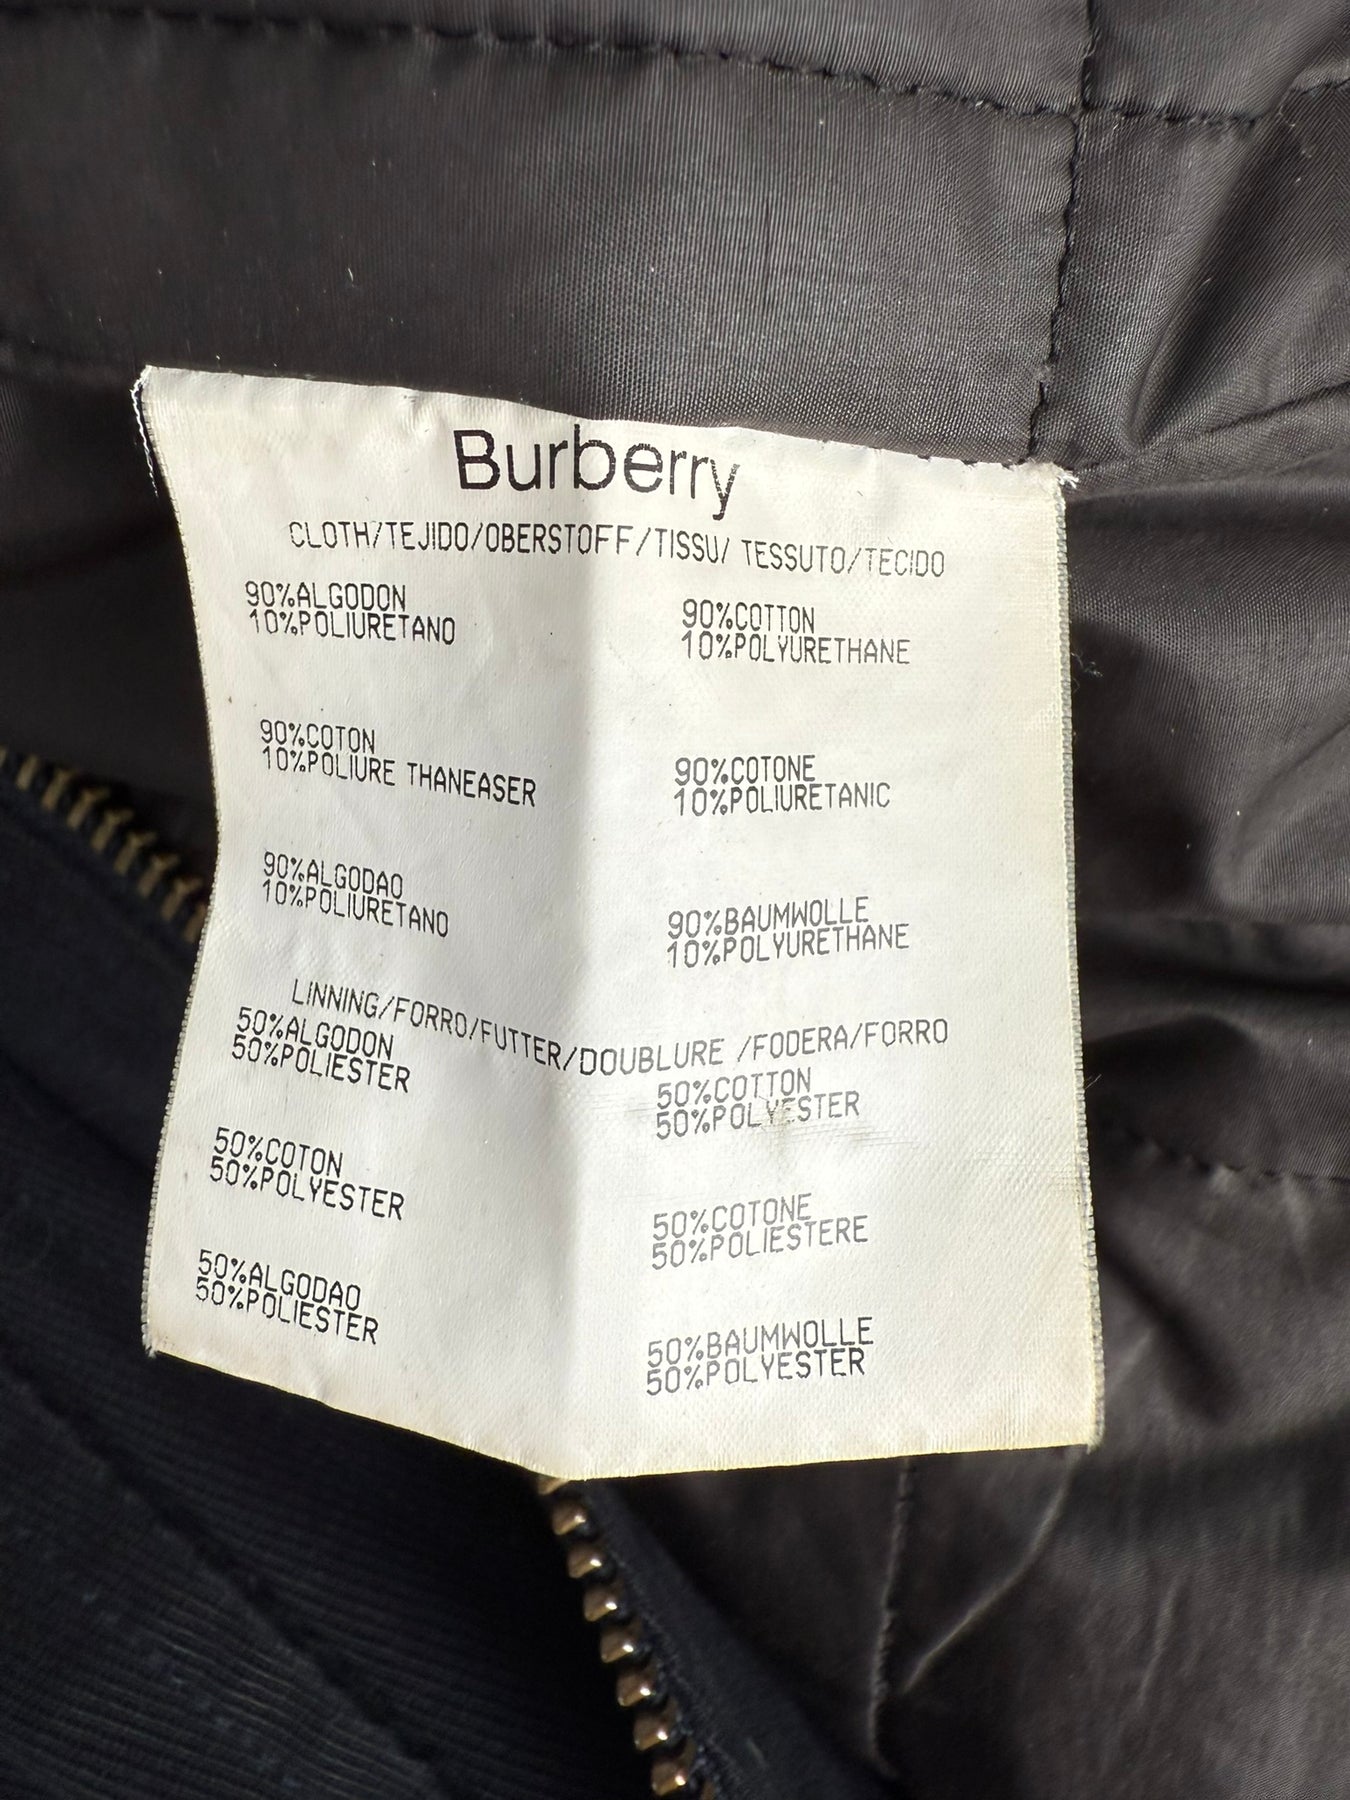 Burberry
CLOTH/TEJIDO/OBERSTOFF/TISSU/ TESSUTO/TECIDO
90%ALGODON
10%POLIURETANO
90%COTTON
10%POLYURETHANE
90%COTON
10%POLIURE THANEASER
90%COTONE
10%POLIURETANIC
90%ALGODAO
10%POLIURETANO
90%BAUMWOLLE
10%POLYURETHANE
LINNING/FORRO/FUTTER/DOUBLURE /FODERA/FORRO
50%ALGODON
50%POLIESTER
50%COTTON
50%POLYESTER
50%COTON
50%POLYESTER
50%COTONE
50%POLIESTERE
50%ALGODAO
50%POLIESTER
50%BAUMWOLLE
50%POLYESTER